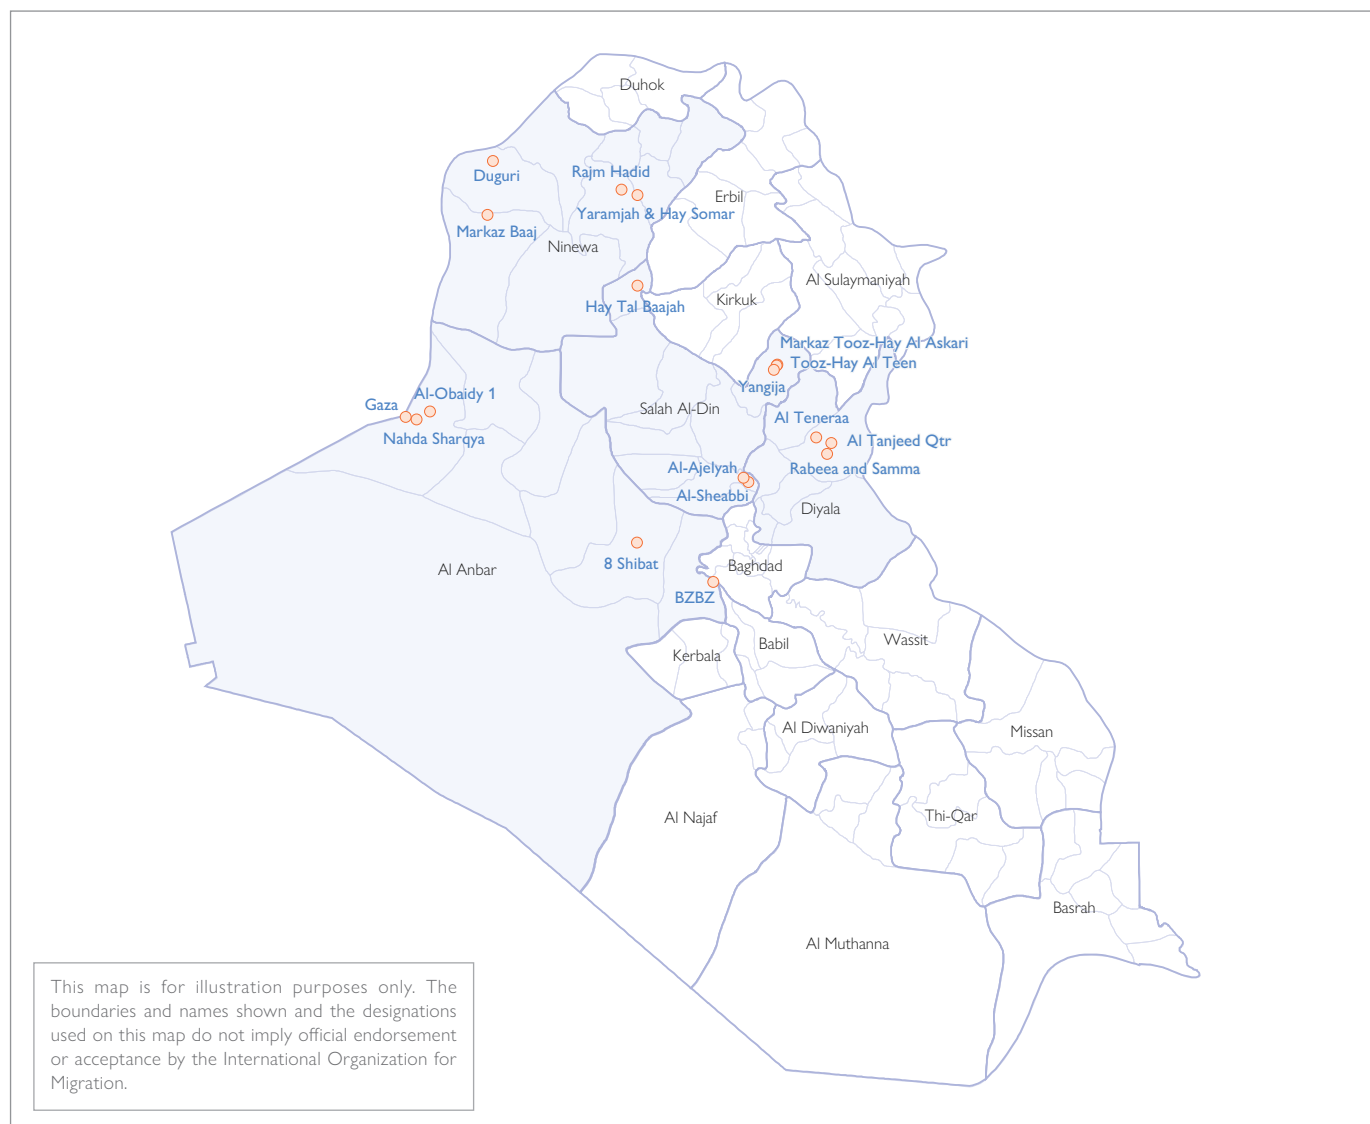 Duhok
Rajm Hadid
Duguri
Erbil
Yaramjah & Hay Somar
Markaz Baaj
Ninewa
Al Sulaymaniyah
Kirkuk
Hay Tal Baajah
Markaz Tooz-Hay Al Askari
Tooz-Hay Al Teen
Yangija
Al-Obaidy 1
Gaza
Salah Al-Din
Al Teneraa
Nahda Sharqya
Al Tanjeed Qtr
Al-Ajelyah
Rabeea and Samma
Al-Sheabbi
Diyala
8 Shibat
Baghdad
Al Anbar
BZBZ
Wassit
Babil
Kerbala
Al Diwaniyah
Missan
Thi-Qar
Al Najaf
Basrah
Al Muthanna
This map is for illustration purposes only. The
boundaries and names shown and the designations
used on this map do not imply official endorsement
or acceptance by the International Organization for
Migration.